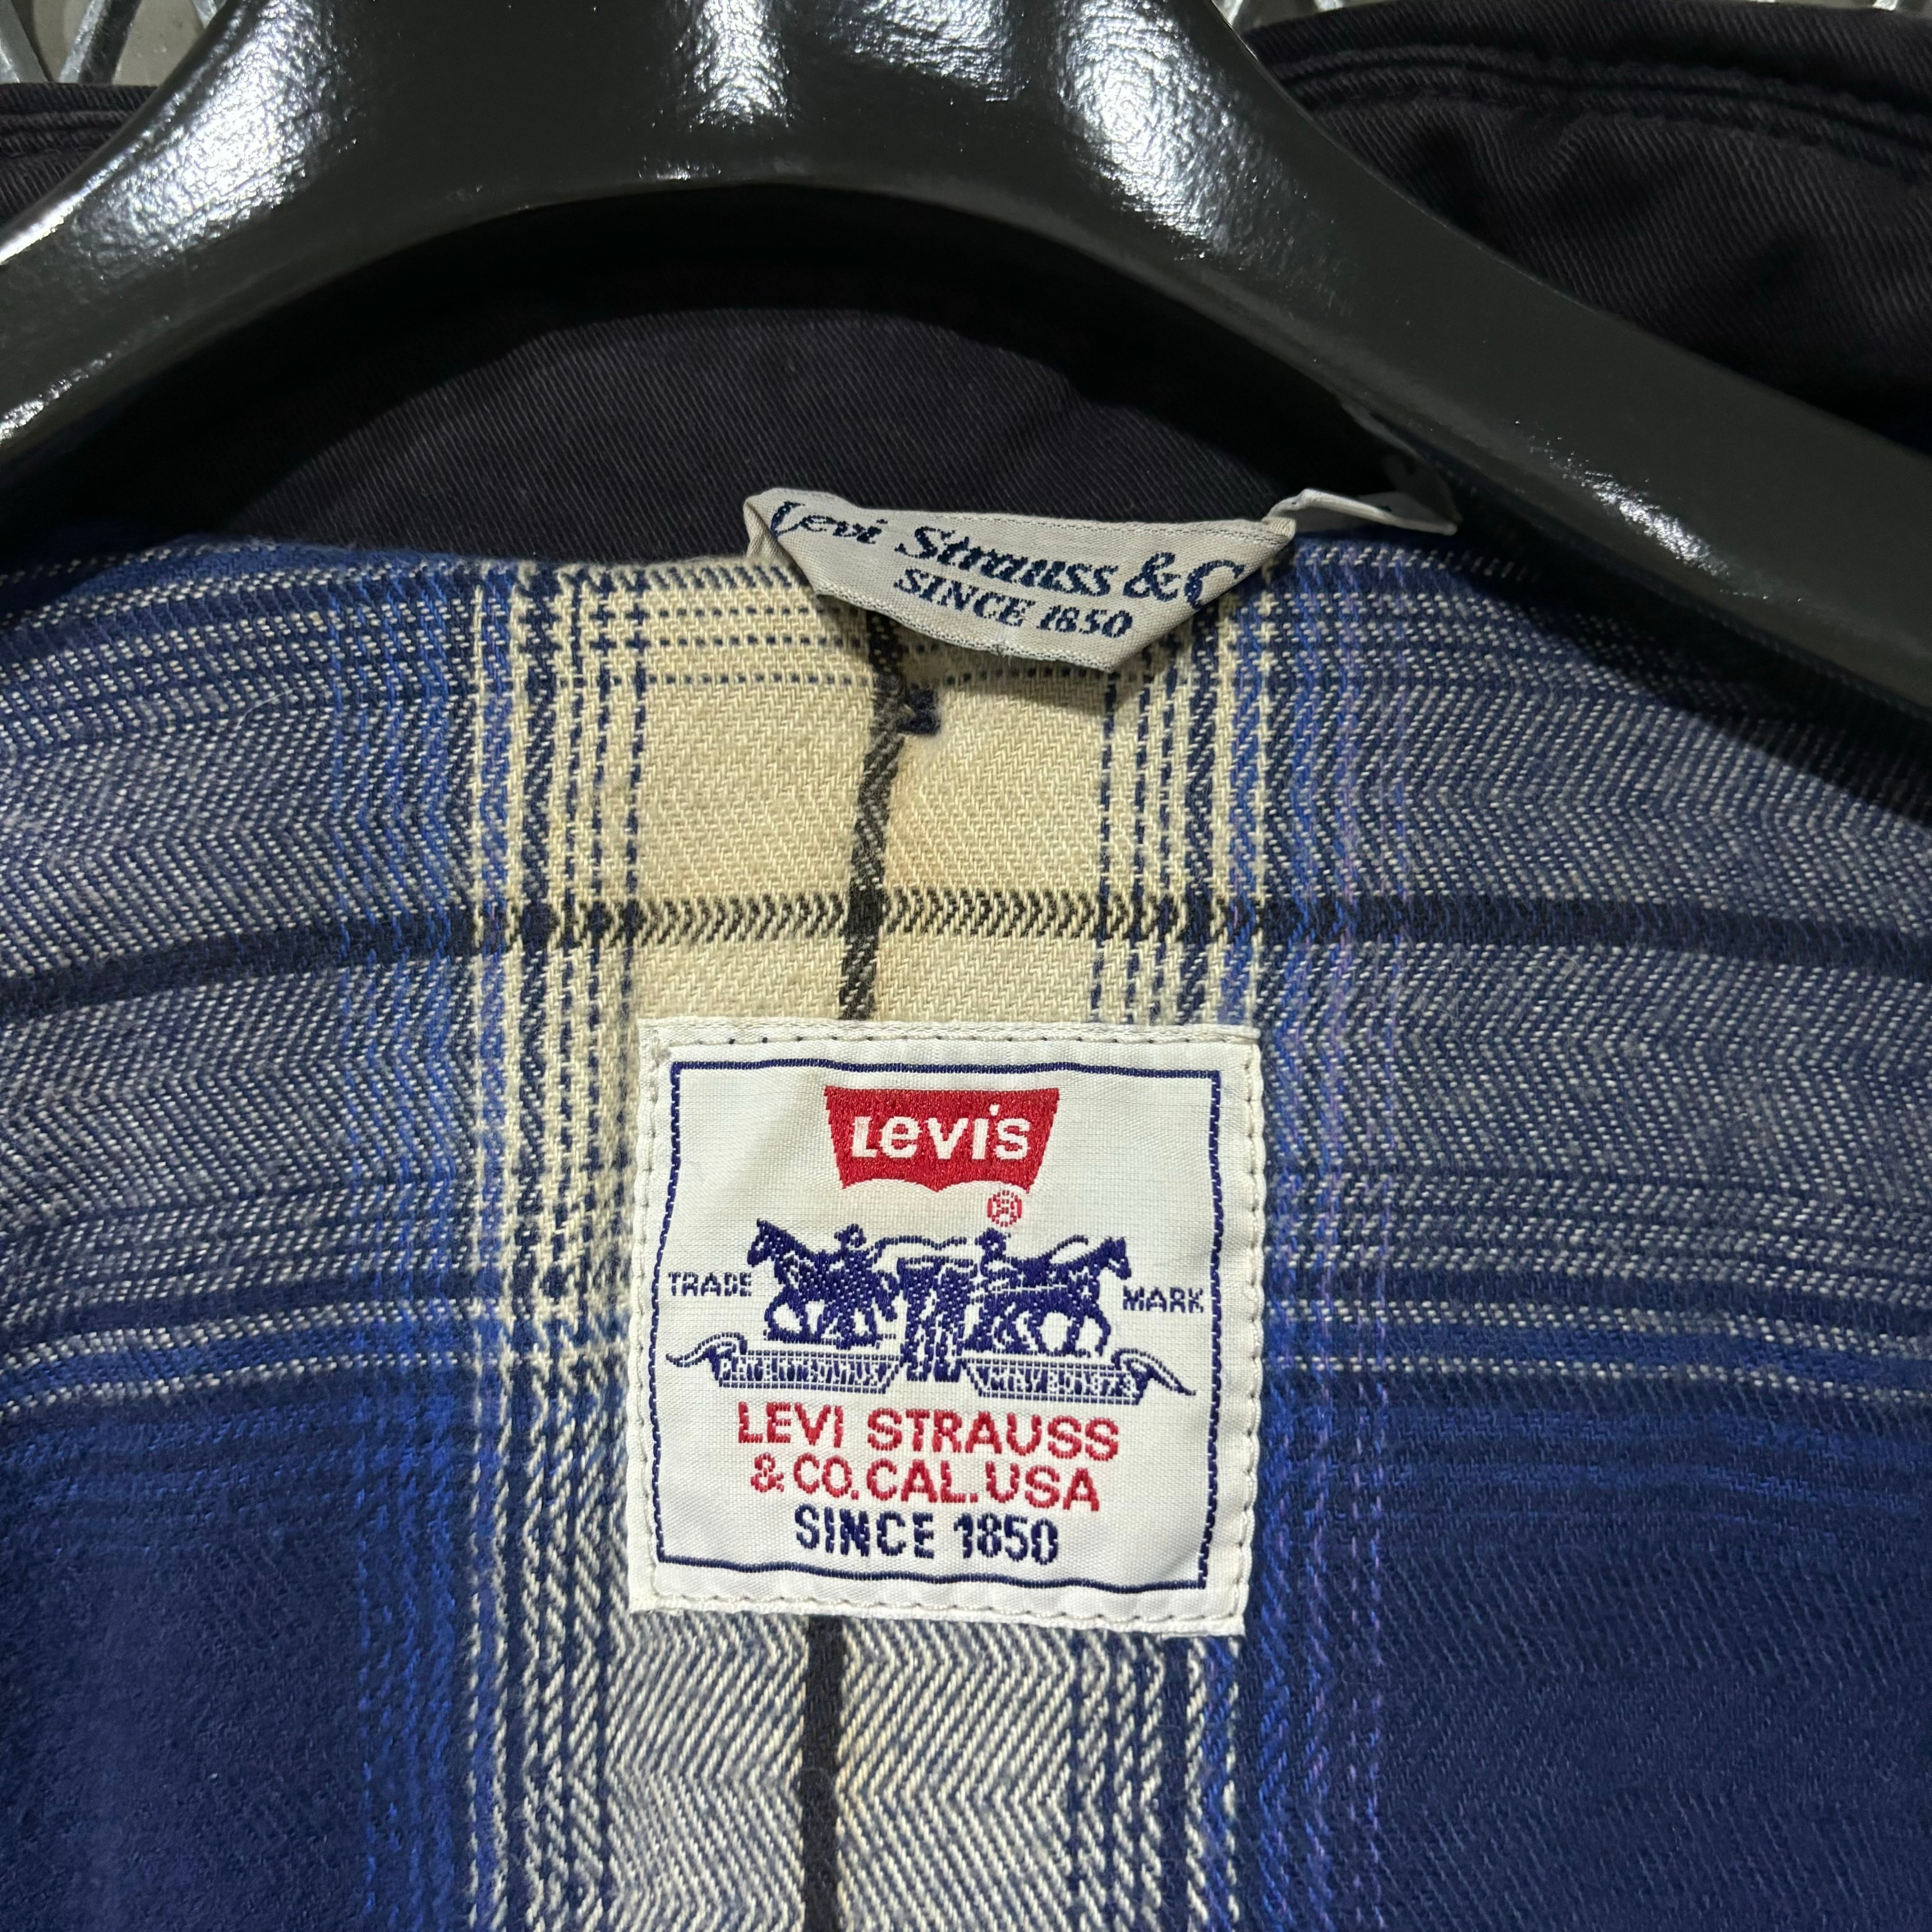 Levi Strauss & C
SINCE 1850
Levi's
®
TRADE MARK
LEVI STRAUSS
& CO. CAL. USA
SINCE 1850